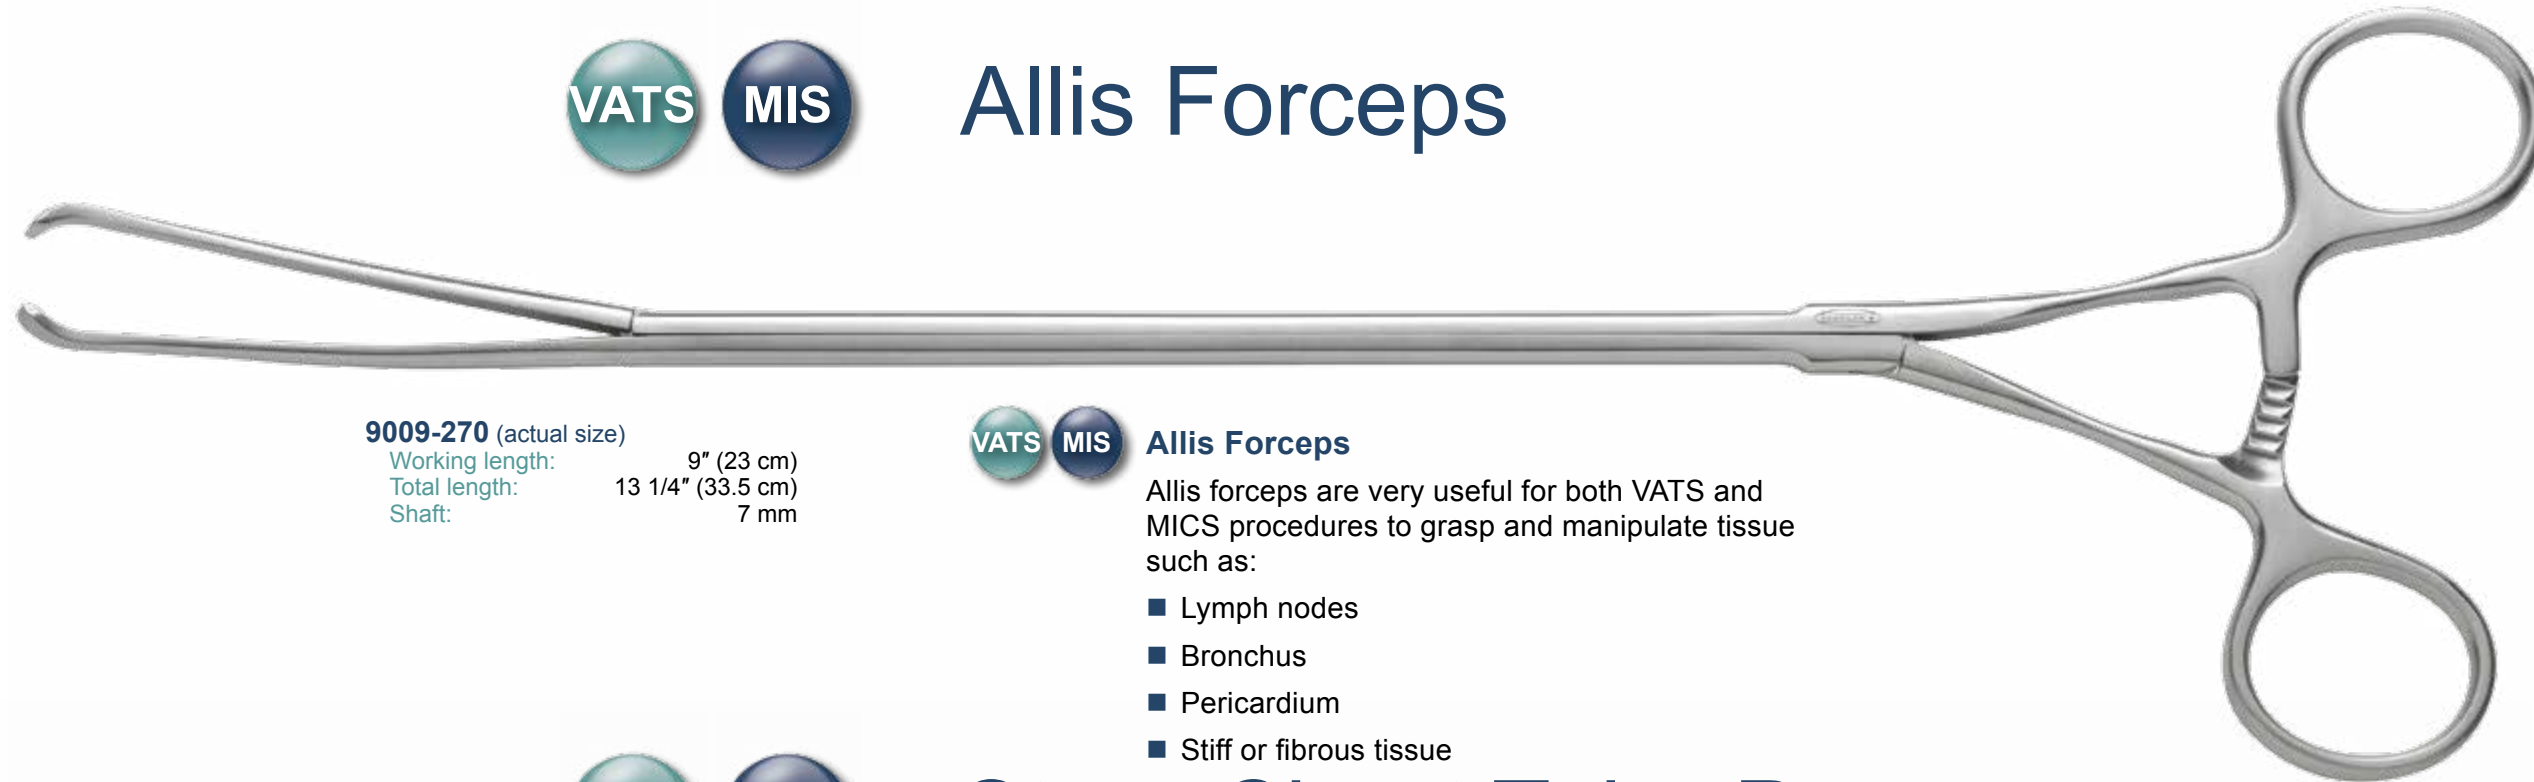 VATS MIS Allis Forceps
9009-270 (actual size)
Working length: 9″ (23 cm)
Total length: 13 1/4″ (33.5 cm)
Shaft: 7 mm
VATS MIS Allis Forceps
Allis forceps are very useful for both VATS and
MICS procedures to grasp and manipulate tissue
such as:
■ Lymph nodes
■ Bronchus
■ Pericardium
■ Stiff or fibrous tissue